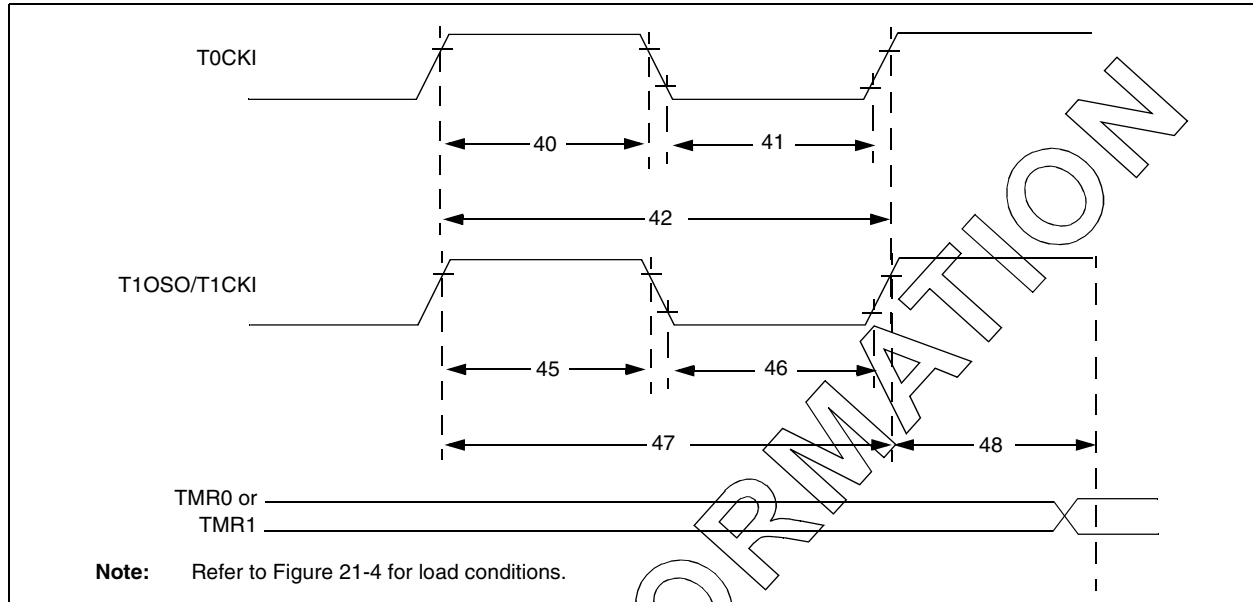 T0CKI
40
41
42
T1OSO/T1CKI
45
46
47
48
TMR0 or
TMR1
Note: Refer to Figure 21-4 for load conditions.
ORMATION